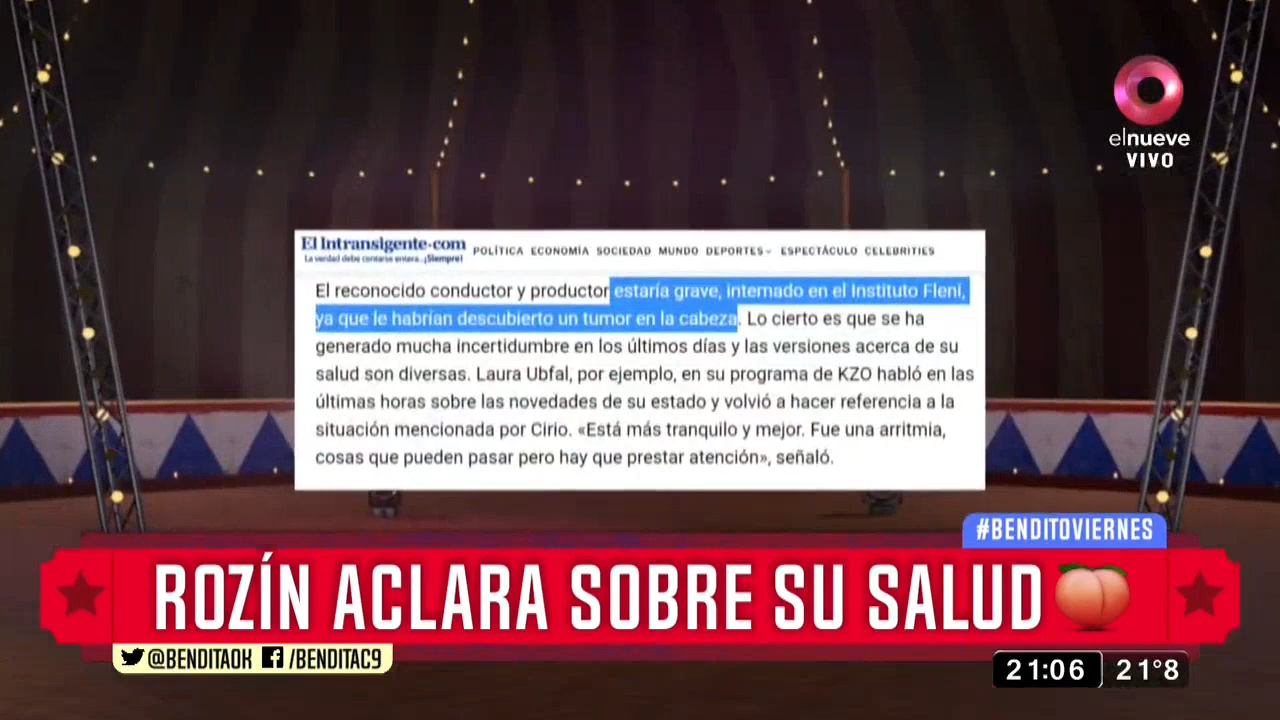 elnueve
VIVO
El Intransigente.com
La verdad debe contarse entera...¡Siempre!
POLÍTICA ECONOMÍA SOCIEDAD MUNDO DEPORTES ESPECTÁCULO CELEBRITIES
El reconocido conductor y productor estaría grave, internado en el Instituto Fleni,
ya que le habrían descubierto un tumor en la cabeza. Lo cierto es que se ha
generado mucha incertidumbre en los últimos días y las versiones acerca de su
salud son diversas. Laura Ubfal, por ejemplo, en su programa de KZO habló en las
últimas horas sobre las novedades de su estado y volvió a hacer referencia a la
situación mencionada por Cirio. «Está más tranquilo y mejor. Fue una arritmia,
cosas que pueden pasar pero hay que prestar atención», señaló.
#BENDITOVIERNES
ROZÍN ACLARA SOBRE SU SALUD🍑
@BENDITAOK /BENDITAC9
21:06 21°8